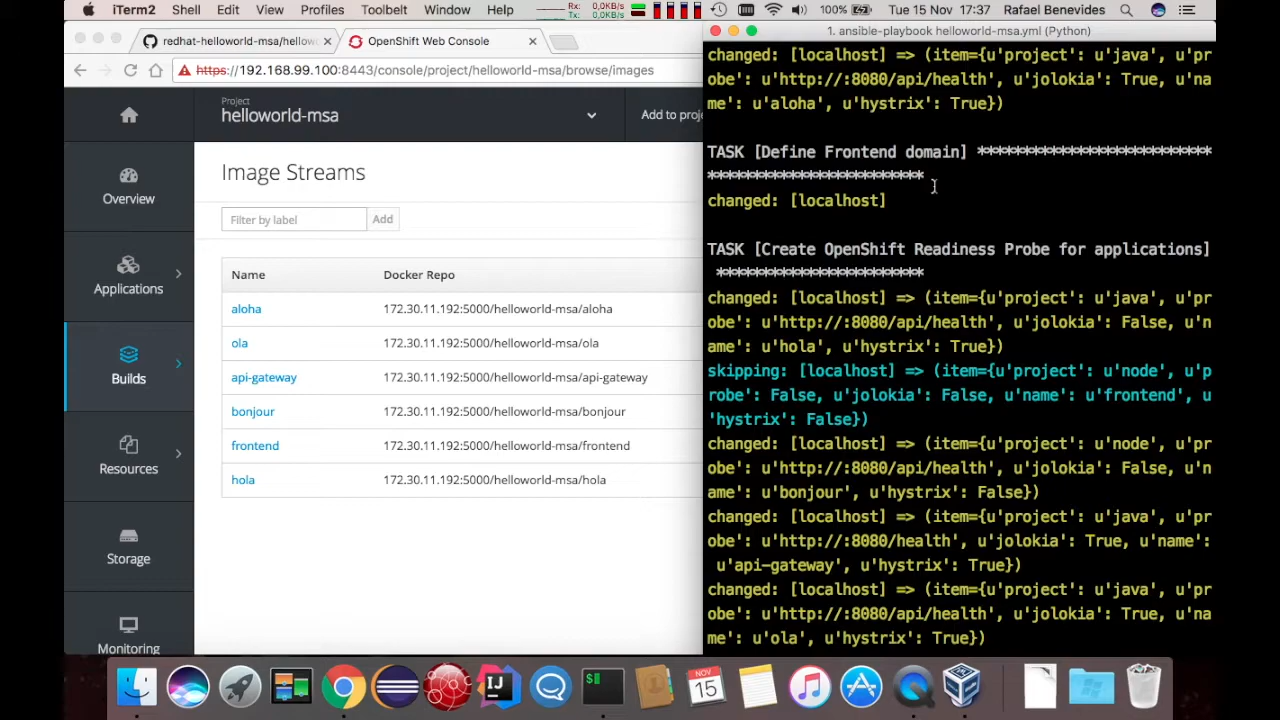 iTerm2 Shell Edit View Profiles Toolbelt Window Help Rx: 0,0KB/s Tx: 0,0KB/s 100% Tue 15 Nov 17:37 Rafael Benevides
redhat-helloworld-msa/hellow
OpenShift Web Console
https://192.168.99.100:8443/console/project/helloworld-msa/browse/images
Project
helloworld-msa
Add to proje
Overview
Applications
Builds
Resources
Storage
Monitoring
Image Streams
Filter by label Add
Name Docker Repo
aloha 172.30.11.192:5000/helloworld-msa/aloha
ola 172.30.11.192:5000/helloworld-msa/ola
api-gateway 172.30.11.192:5000/helloworld-msa/api-gateway
bonjour 172.30.11.192:5000/helloworld-msa/bonjour
frontend 172.30.11.192:5000/helloworld-msa/frontend
hola 172.30.11.192:5000/helloworld-msa/hola
1. ansible-playbook helloworld-msa.yml (Python)
changed: [localhost] => (item={u'project': u'java', u'pr
obe': u'http://:8080/api/health', u'jolokia': True, u'na
me': u'aloha', u'hystrix': True})
TASK [Define Frontend domain] **************************
************************
changed: [localhost]
TASK [Create OpenShift Readiness Probe for applications]
************************
changed: [localhost] => (item={u'project': u'java', u'pr
obe': u'http://:8080/api/health', u'jolokia': False, u'n
ame': u'hola', u'hystrix': True})
skipping: [localhost] => (item={u'project': u'node', u'p
robe': False, u'jolokia': False, u'name': u'frontend', u
'hystrix': False})
changed: [localhost] => (item={u'project': u'node', u'pr
obe': u'http://:8080/api/health', u'jolokia': False, u'n
ame': u'bonjour', u'hystrix': False})
changed: [localhost] => (item={u'project': u'java', u'pr
obe': u'http://:8080/health', u'jolokia': True, u'name':
u'api-gateway', u'hystrix': True})
changed: [localhost] => (item={u'project': u'java', u'pr
obe': u'http://:8080/api/health', u'jolokia': True, u'na
me': u'ola', u'hystrix': True})
NOV
15